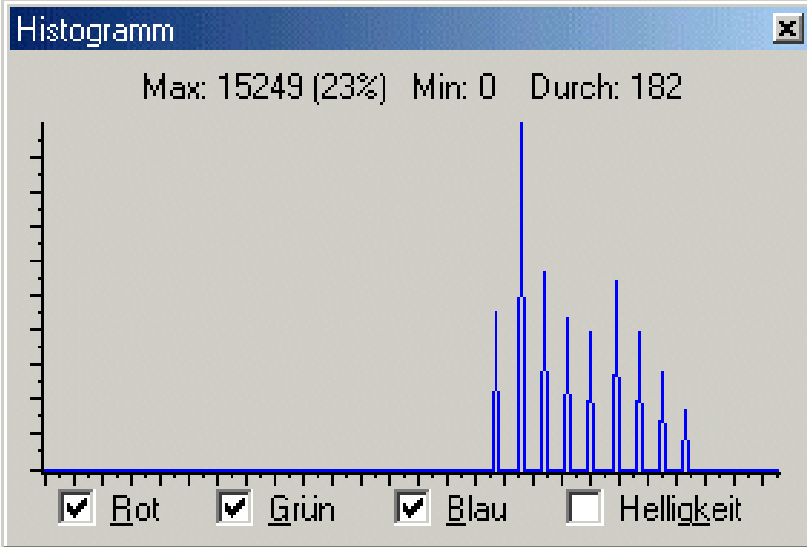 Histogramm
Max: 15249 (23%) Min: 0 Durch: 182
Rot Grün Blau Helligkeit